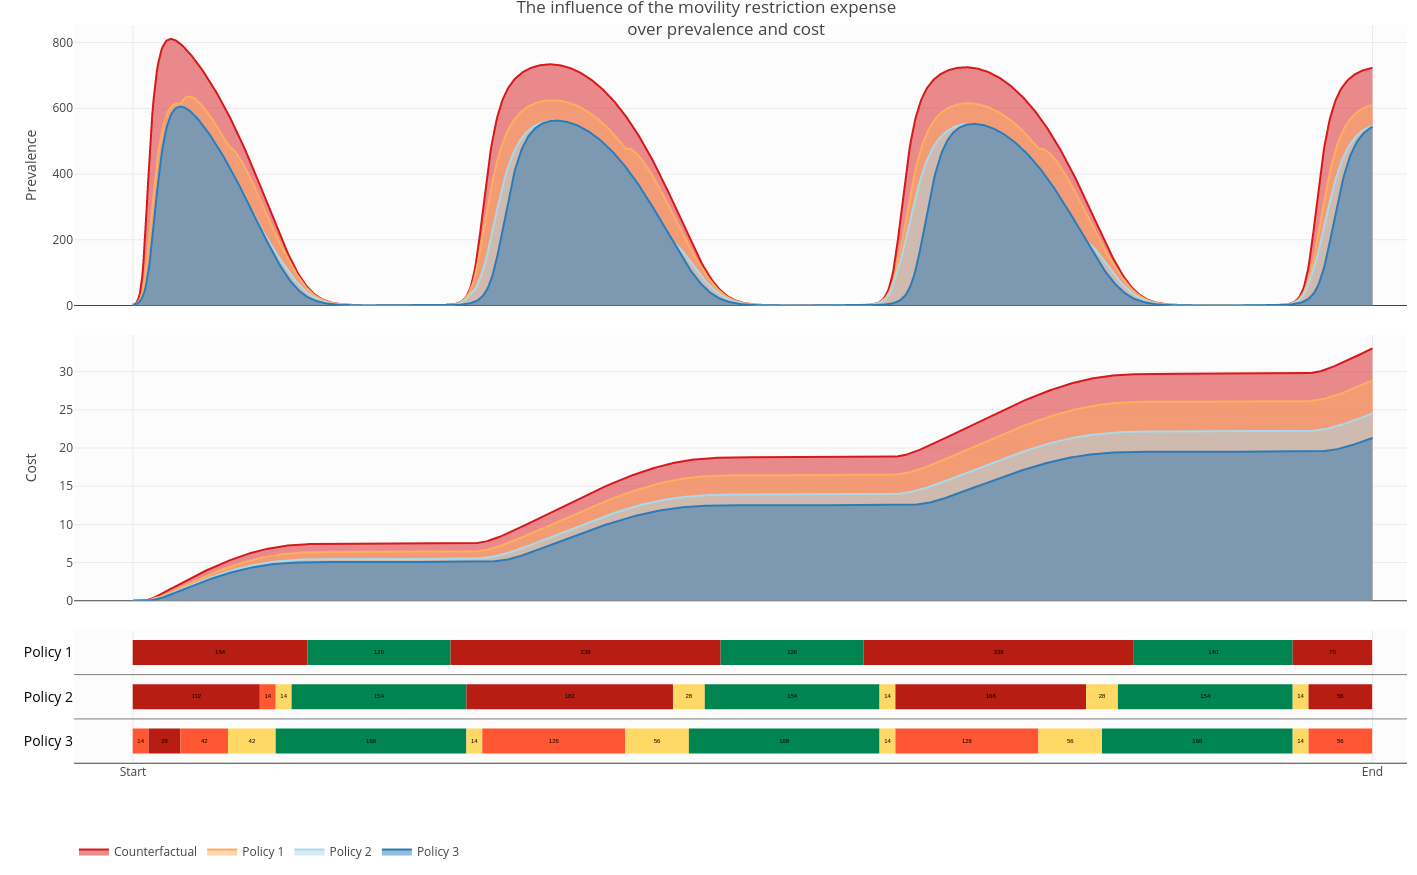 The influence of the movility restriction expense
over prevalence and cost
800
600
400
200
0
Prevalence
30
25
20
15
10
5
0
Cost
Policy 1 154 126 238 126 238 140 70
Policy 2 112 14 14 154 182 28 154 14 168 28 154 14 56
Policy 3 14 28 42 42 168 14 126 56 168 14 126 56 168 14 56
Start End
Counterfactual Policy 1 Policy 2 Policy 3